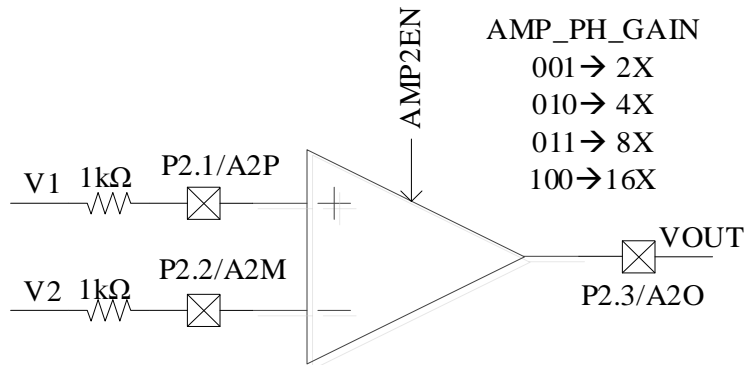 AMP_PH_GAIN
001→ 2X
010→ 4X
011→ 8X
100→16X
AMP2EN
V1 1kΩ P2.1/A2P
+
V2 1kΩ P2.2/A2M
VOUT
P2.3/A2O